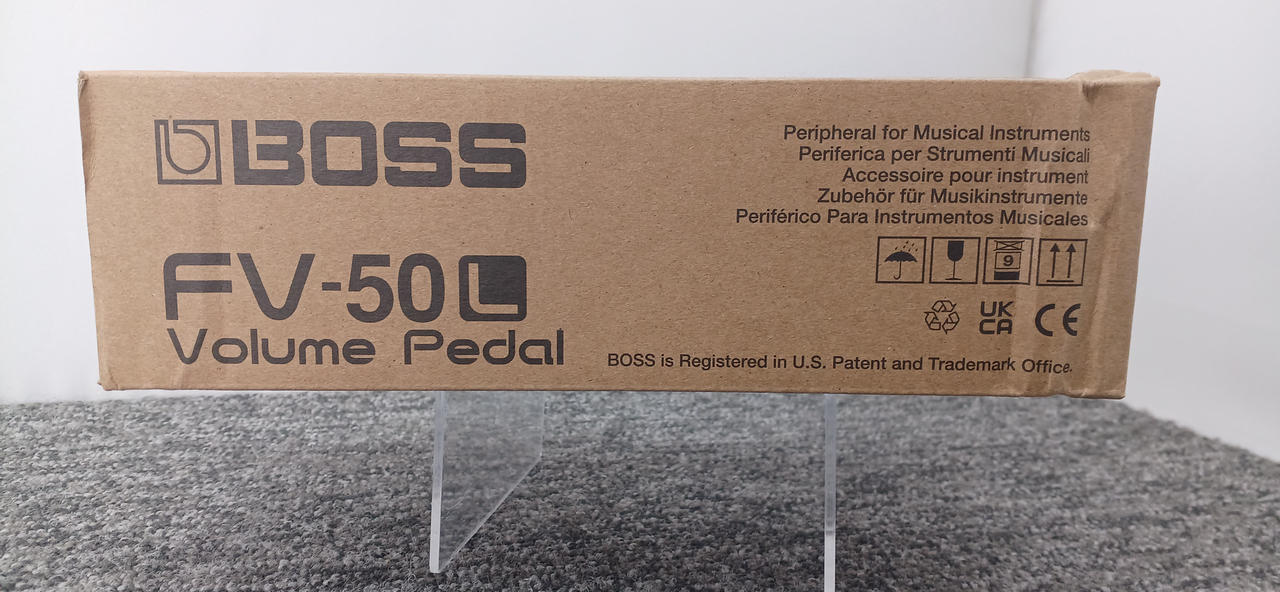 BOSS
FV-50L
Volume Pedal
Peripheral for Musical Instruments
Periferica per Strumenti Musicali
Accessoire pour instrument
Zubehör für Musikinstrumente
Periférico Para Instrumentos Musicales
9
UK
CA
CE
BOSS is Registered in U.S. Patent and Trademark Office.